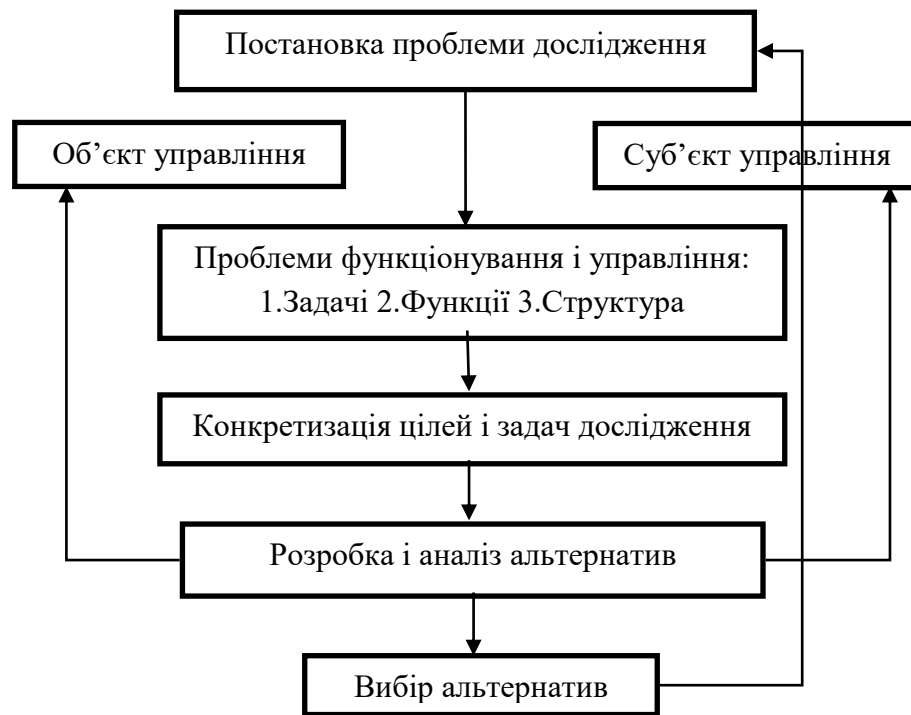 Постановка проблеми дослідження
Об’єкт управління
Суб’єкт управління
Проблеми функціонування і управління:
1.Задачі 2.Функції 3.Структура
Конкретизація цілей і задач дослідження
Розробка і аналіз альтернатив
Вибір альтернатив